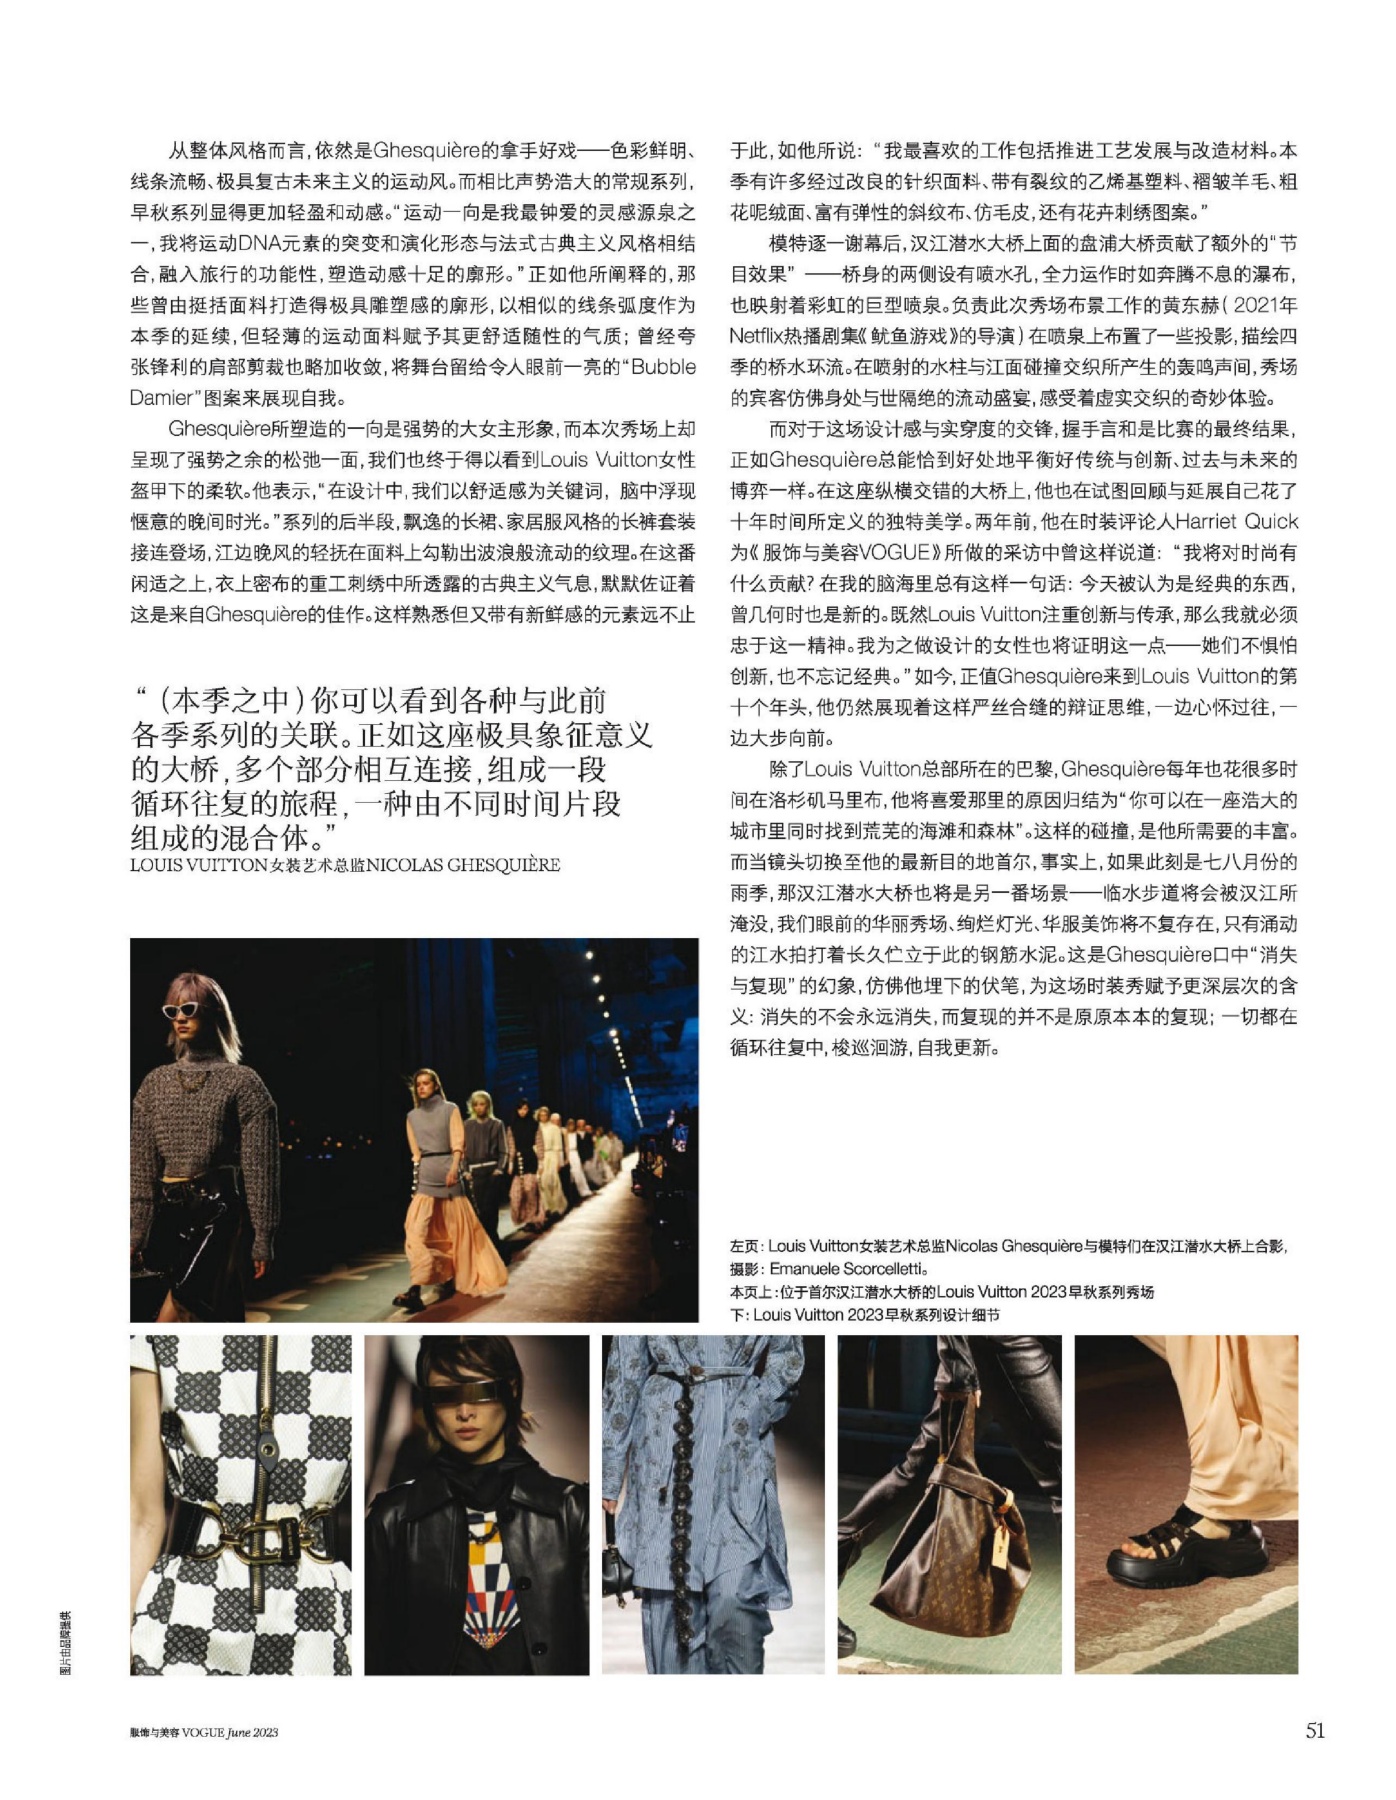 从整体风格而言,依然是Ghesquière的拿手好戏——色彩鲜明、
线条流畅、极具复古未来主义的运动风。而相比声势浩大的常规系列,
早秋系列显得更加轻盈和动感。“运动一向是我最钟爱的灵感源泉之
一,我将运动DNA元素的突变和演化形态与法式古典主义风格相结
合,融入旅行的功能性,塑造动感十足的廓形。”正如他所阐释的,那
些曾由挺括面料打造得极具雕塑感的廓形,以相似的线条弧度作为
本季的延续,但轻薄的运动面料赋予其更舒适随性的气质; 曾经夸
张锋利的肩部剪裁也略加收敛,将舞台留给令人眼前一亮的“Bubble
Damier”图案来展现自我。
Ghesquière所塑造的一向是强势的大女主形象,而本次秀场上却
呈现了强势之余的松弛一面,我们也终于得以看到Louis Vuitton女性
盔甲下的柔软。他表示,“在设计中,我们以舒适感为关键词, 脑中浮现
惬意的晚间时光。”系列的后半段,飘逸的长裙、家居服风格的长裤套装
接连登场,江边晚风的轻抚在面料上勾勒出波浪般流动的纹理。在这番
闲适之上,衣上密布的重工刺绣中所透露的古典主义气息,默默佐证着
这是来自Ghesquière的佳作。这样熟悉但又带有新鲜感的元素远不止
“(本季之中)你可以看到各种与此前
各季系列的关联。正如这座极具象征意义
的大桥,多个部分相互连接,组成一段
循环往复的旅程,一种由不同时间片段
组成的混合体。”
LOUIS VUITTON女装艺术总监NICOLAS GHESQUIÈRE
于此,如他所说: “我最喜欢的工作包括推进工艺发展与改造材料。本
季有许多经过改良的针织面料、带有裂纹的乙烯基塑料、褶皱羊毛、粗
花呢绒面、富有弹性的斜纹布、仿毛皮,还有花卉刺绣图案。”
模特逐一谢幕后,汉江潜水大桥上面的盘浦大桥贡献了额外的“节
目效果” ——桥身的两侧设有喷水孔,全力运作时如奔腾不息的瀑布,
也映射着彩虹的巨型喷泉。负责此次秀场布景工作的黄东赫( 2021年
Netflix热播剧集《鱿鱼游戏》的导演)在喷泉上布置了一些投影,描绘四
季的桥水环流。在喷射的水柱与江面碰撞交织所产生的轰鸣声间,秀场
的宾客仿佛身处与世隔绝的流动盛宴,感受着虚实交织的奇妙体验。
而对于这场设计感与实穿度的交锋,握手言和是比赛的最终结果,
正如Ghesquière总能恰到好处地平衡好传统与创新、过去与未来的
博弈一样。在这座纵横交错的大桥上,他也在试图回顾与延展自己花了
十年时间所定义的独特美学。两年前,他在时装评论人Harriet Quick
为《服饰与美容VOGUE》所做的采访中曾这样说道: “我将对时尚有
什么贡献? 在我的脑海里总有这样一句话: 今天被认为是经典的东西,
曾几何时也是新的。既然Louis Vuitton注重创新与传承,那么我就必须
忠于这一精神。我为之做设计的女性也将证明这一点——她们不惧怕
创新,也不忘记经典。”如今,正值Ghesquière来到Louis Vuitton的第
十个年头,他仍然展现着这样严丝合缝的辩证思维,一边心怀过往,一
边大步向前。
除了Louis Vuitton总部所在的巴黎,Ghesquière每年也花很多时
间在洛杉矶马里布,他将喜爱那里的原因归结为“你可以在一座浩大的
城市里同时找到荒芜的海滩和森林”。这样的碰撞,是他所需要的丰富。
而当镜头切换至他的最新目的地首尔,事实上,如果此刻是七八月份的
雨季,那汉江潜水大桥也将是另一番场景——临水步道将会被汉江所
淹没,我们眼前的华丽秀场、绚烂灯光、华服美饰将不复存在,只有涌动
的江水拍打着长久伫立于此的钢筋水泥。这是Ghesquière口中“消失
与复现”的幻象,仿佛他埋下的伏笔,为这场时装秀赋予更深层次的含
义: 消失的不会永远消失,而复现的并不是原原本本的复现; 一切都在
循环往复中,梭巡洄游,自我更新。
左页: Louis Vuitton女装艺术总监Nicolas Ghesquière与模特们在汉江潜水大桥上合影,
摄影: Emanuele Scorcelletti。
本页上:位于首尔汉江潜水大桥的Louis Vuitton 2023早秋系列秀场
下: Louis Vuitton 2023早秋系列设计细节
图片由品牌提供
服饰与美容 VOGUE June 2023
51